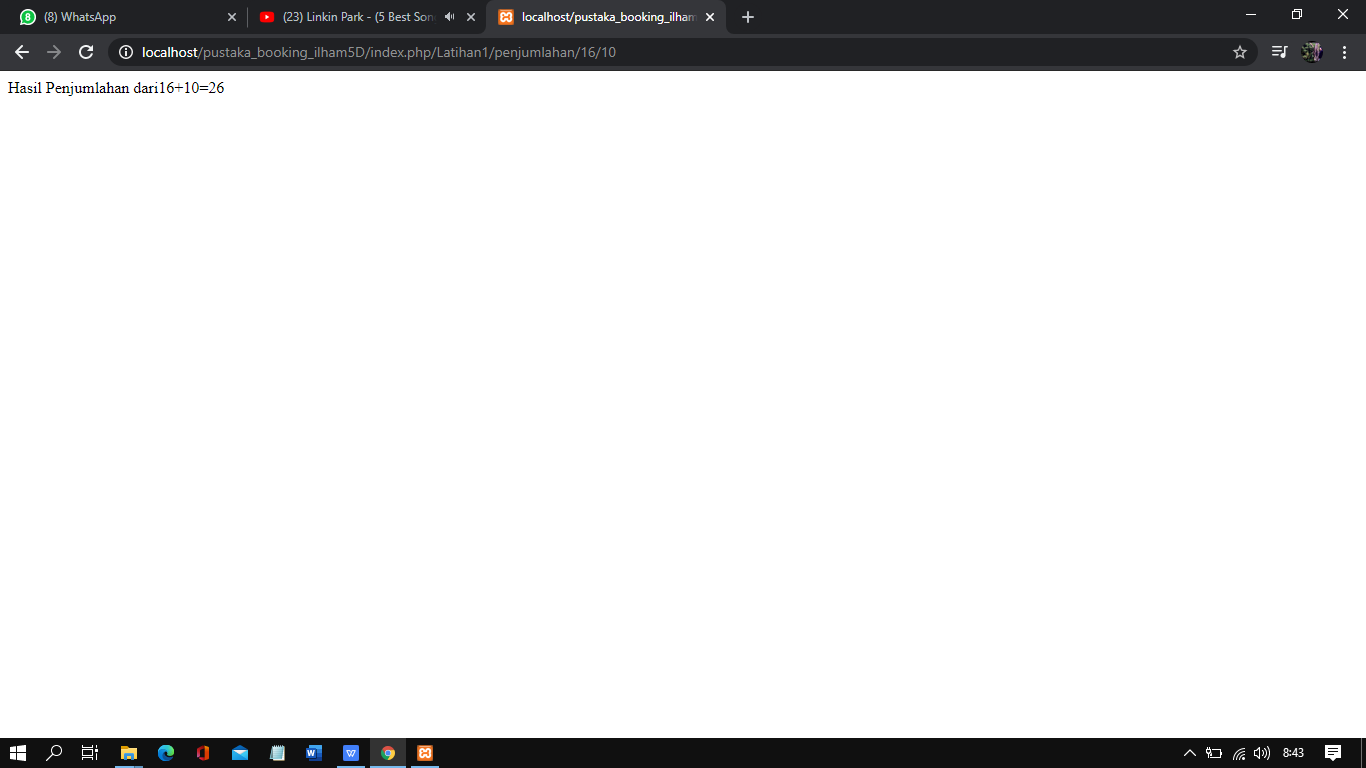 (8) WhatsApp
(23) Linkin Park - (5 Best Son
localhost/pustaka_booking_ilham
localhost/pustaka_booking_ilham5D/index.php/Latihan1/penjumlahan/16/10
Hasil Penjumlahan dari16+10=26
8:43